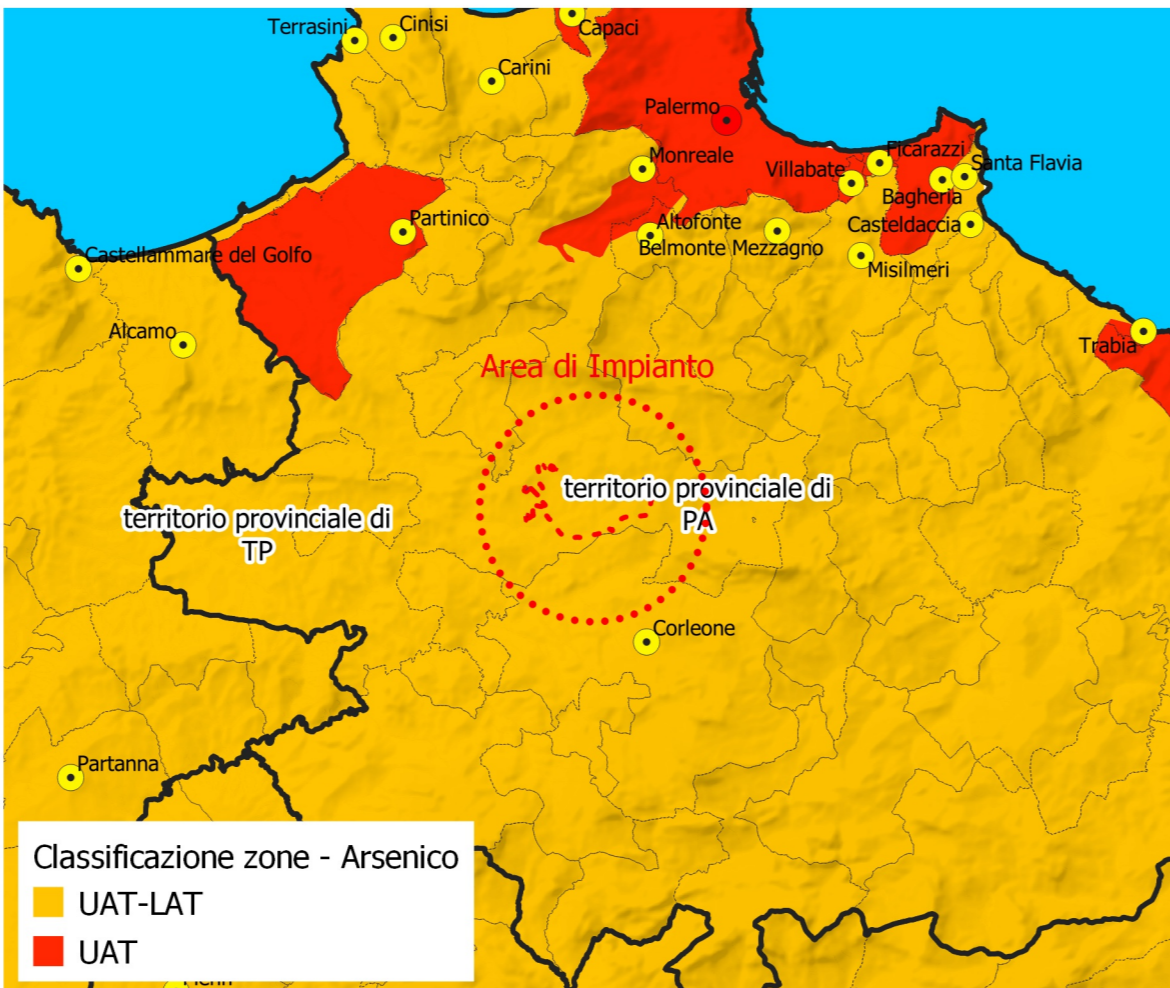 Terrasini
Cinisi
Capaci
Carini
Palermo
Monreale
Villabate
Ficarazzi
Santa Flavia
Bagheria
Partinico
Altofonte
Casteldaccia
Belmonte Mezzagno
Castellammare del Golfo
Misilmeri
Alcamo
Trabia
Area di Impianto
territorio provinciale di
PA
territorio provinciale di
TP
Corleone
Partanna
Classificazione zone - Arsenico
UAT-LAT
UAT